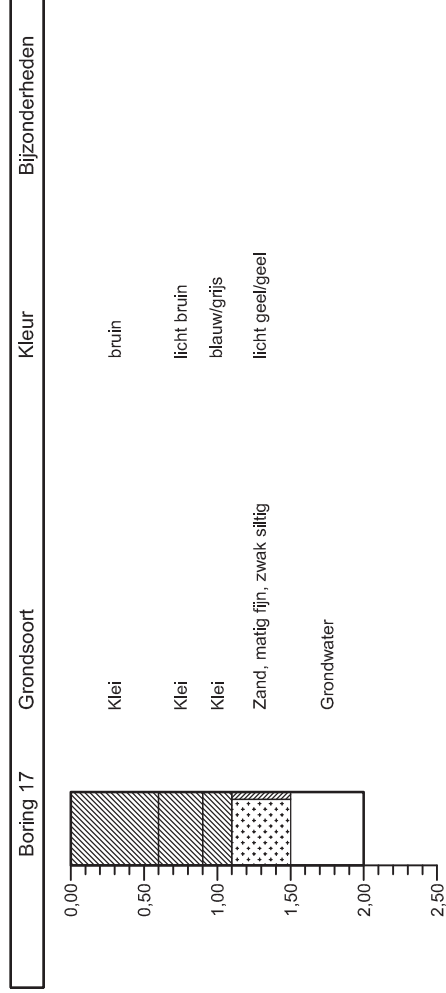 Boring 17 Grondsoort Kleur Bijzonderheden
0,00
Klei bruin
0,50
Klei licht bruin
1,00 Klei blauw/grijs
Zand, matig fijn, zwak siltig licht geel/geel
1,50
Grondwater
2,00
2,50